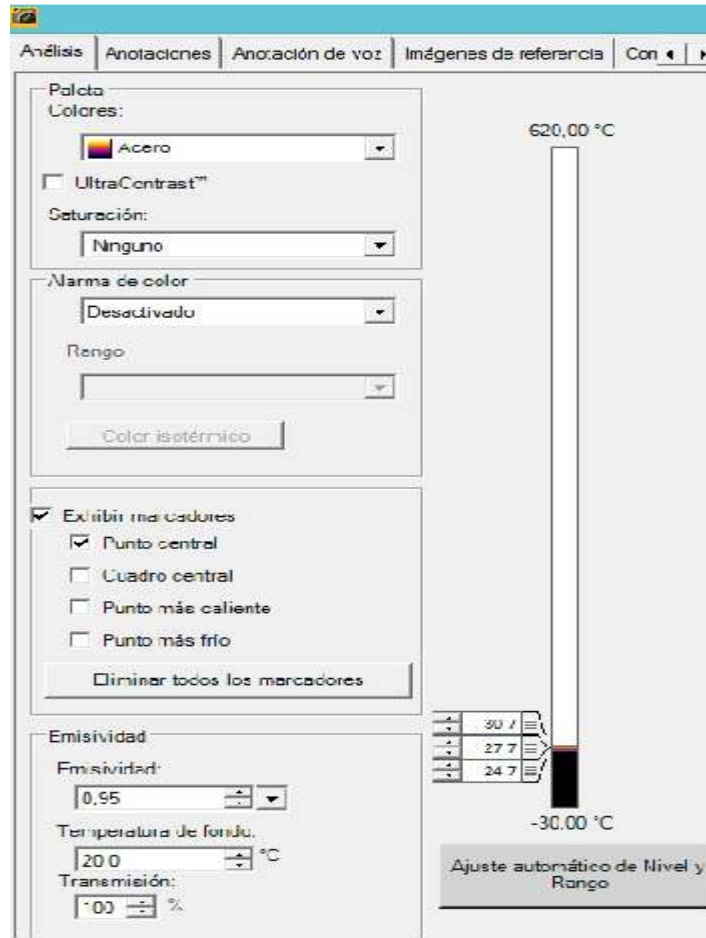 Análisis Anotaciones Anotación de voz Imágenes de referencia Con
Paleta
Colores:
Acero
UltraContrast™
Saturación:
Ninguno
Alarma de color
Desactivado
Rango
Color isotérmico
Exhibir marcadores
Punto central
Cuadro central
Punto más caliente
Punto más frío
Eliminar todos los marcadores
Emisividad
Emisividad:
0,95
Temperatura de fondo:
20,0 °C
Transmisión:
100 %
620,00 °C
30,7
27,7
24,7
-30,00 °C
Ajuste automático de Nivel y
Rango